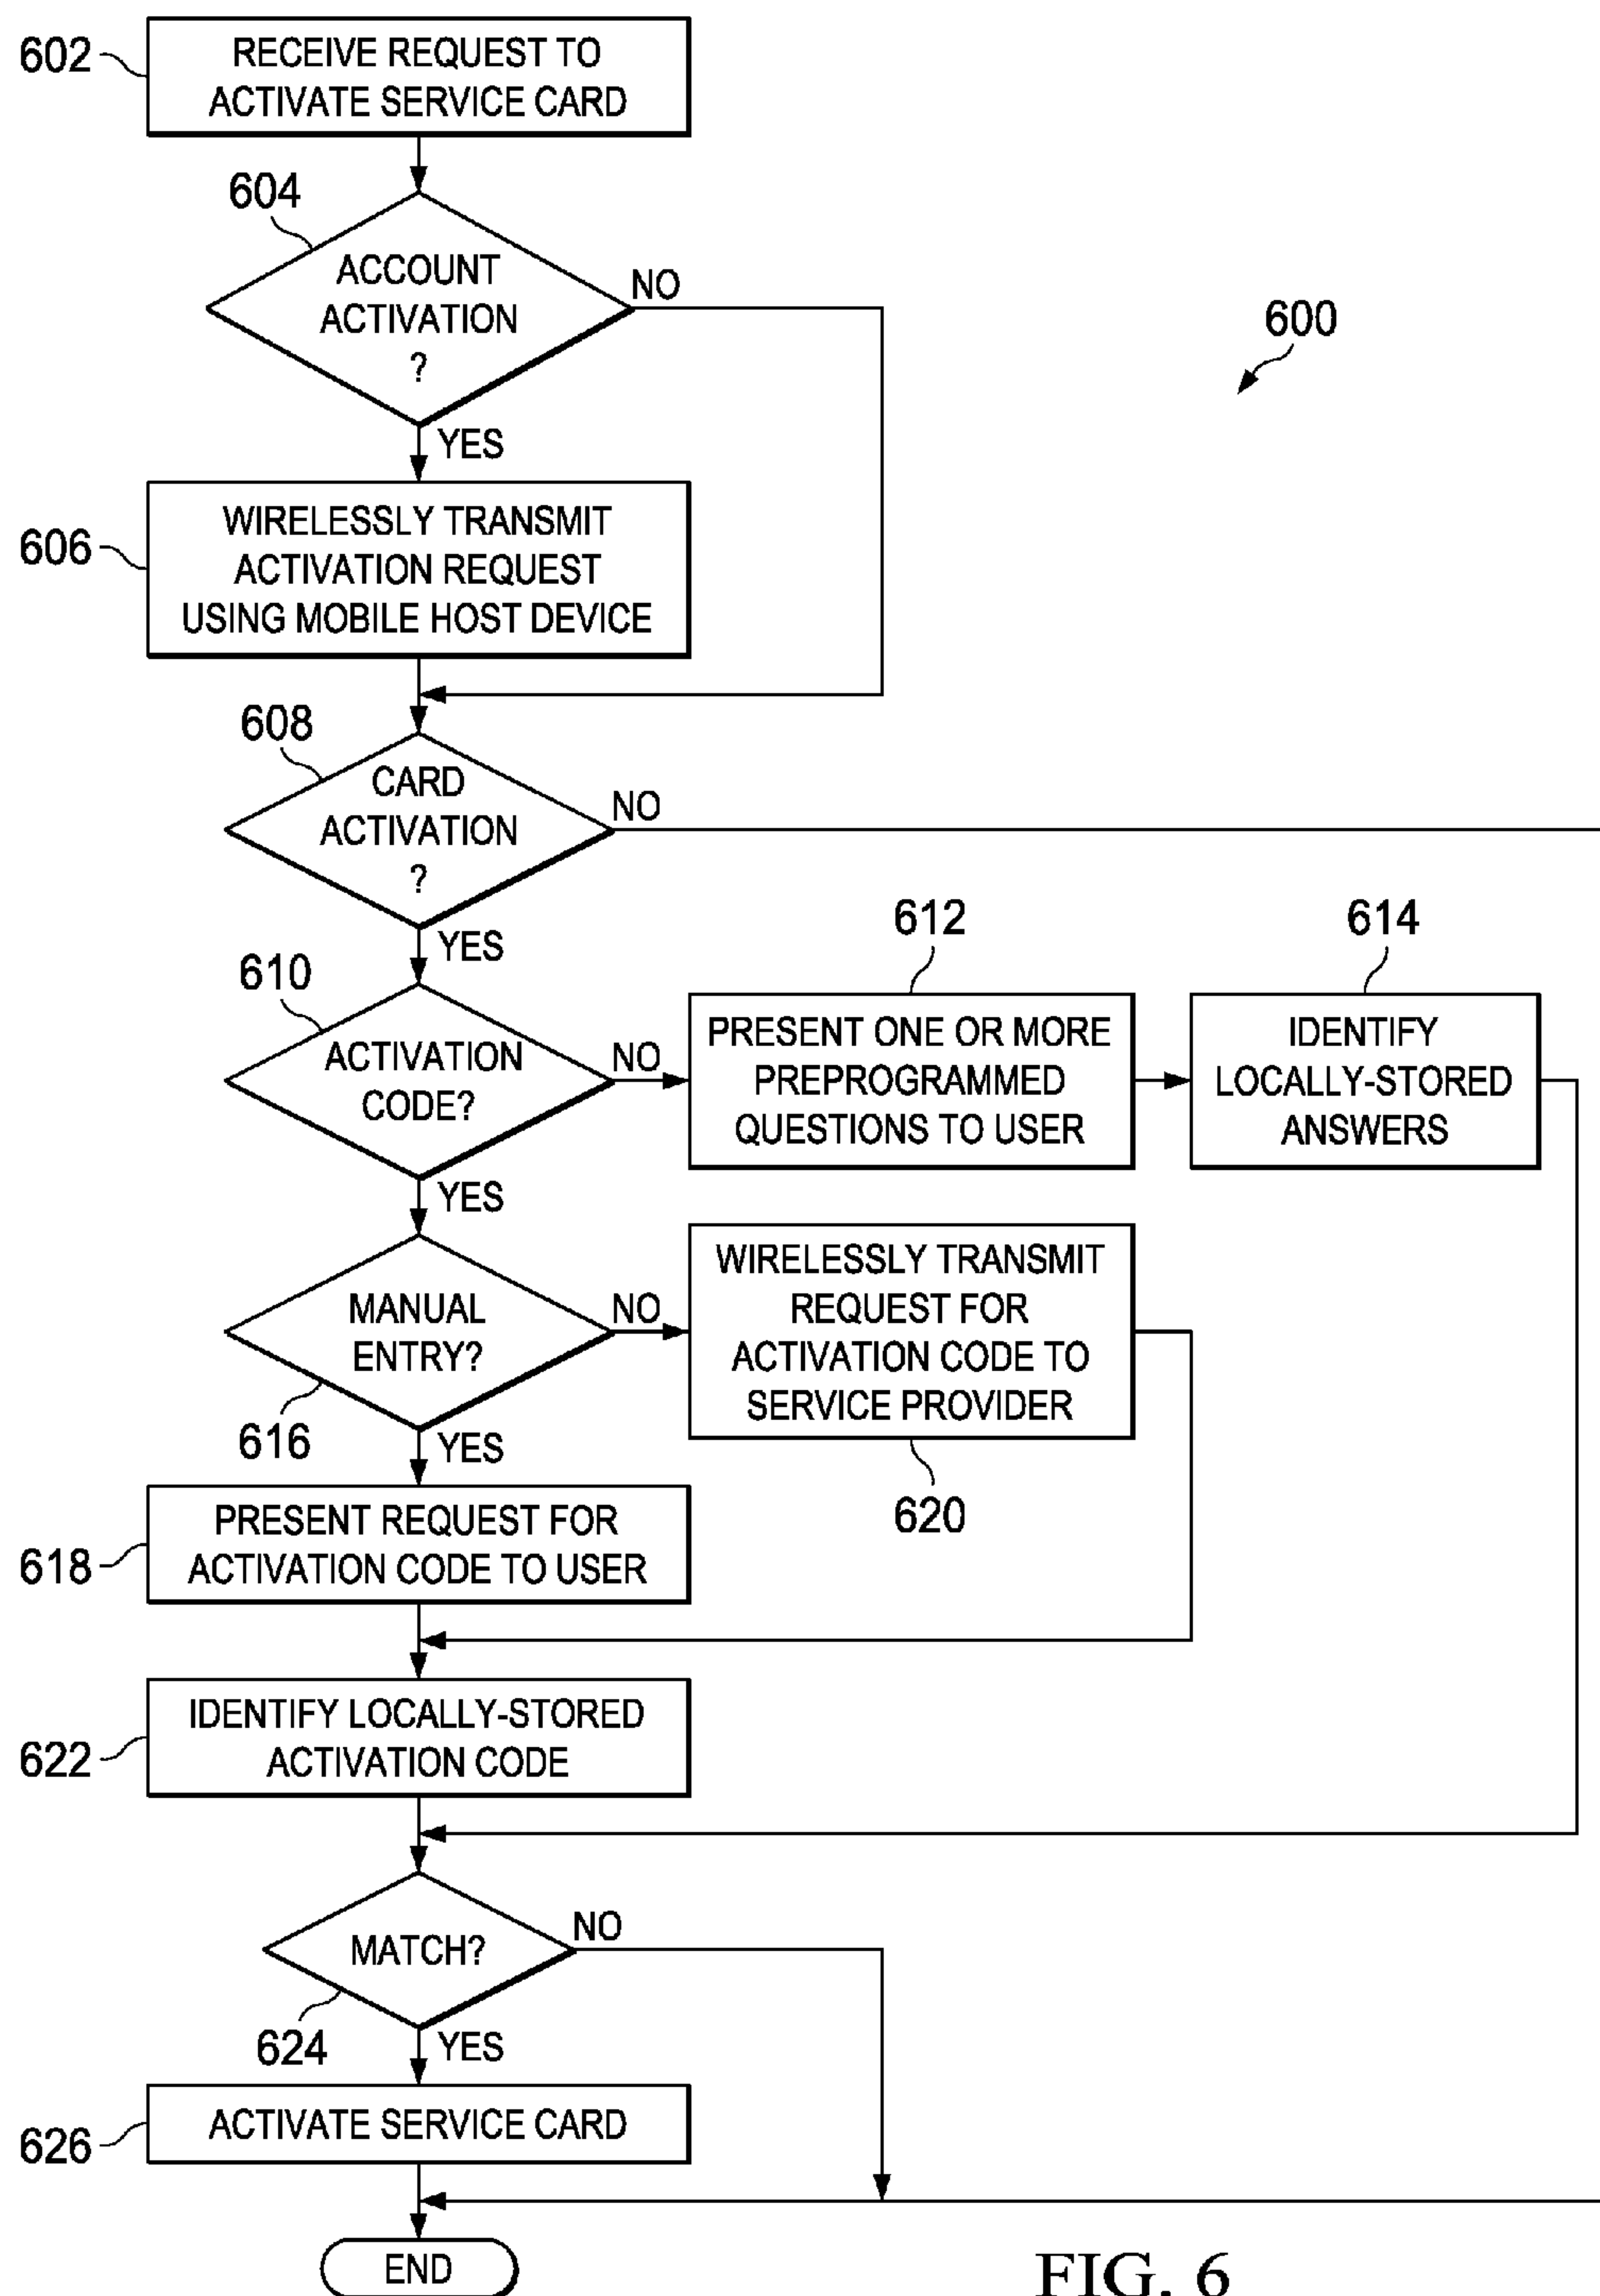 602
RECEIVE REQUEST TO
ACTIVATE SERVICE CARD
604
ACCOUNT
ACTIVATION
?
NO
YES
600
606
WIRELESSLY TRANSMIT
ACTIVATION REQUEST
USING MOBILE HOST DEVICE
608
CARD
ACTIVATION
?
NO
YES
610
ACTIVATION
CODE?
NO
YES
612
PRESENT ONE OR MORE
PREPROGRAMMED
QUESTIONS TO USER
614
IDENTIFY
LOCALLY-STORED
ANSWERS
MANUAL
ENTRY?
616
NO
YES
WIRELESSLY TRANSMIT
REQUEST FOR
ACTIVATION CODE TO
SERVICE PROVIDER
620
618
PRESENT REQUEST FOR
ACTIVATION CODE TO USER
622
IDENTIFY LOCALLY-STORED
ACTIVATION CODE
MATCH?
624
NO
YES
626
ACTIVATE SERVICE CARD
END
FIG. 6